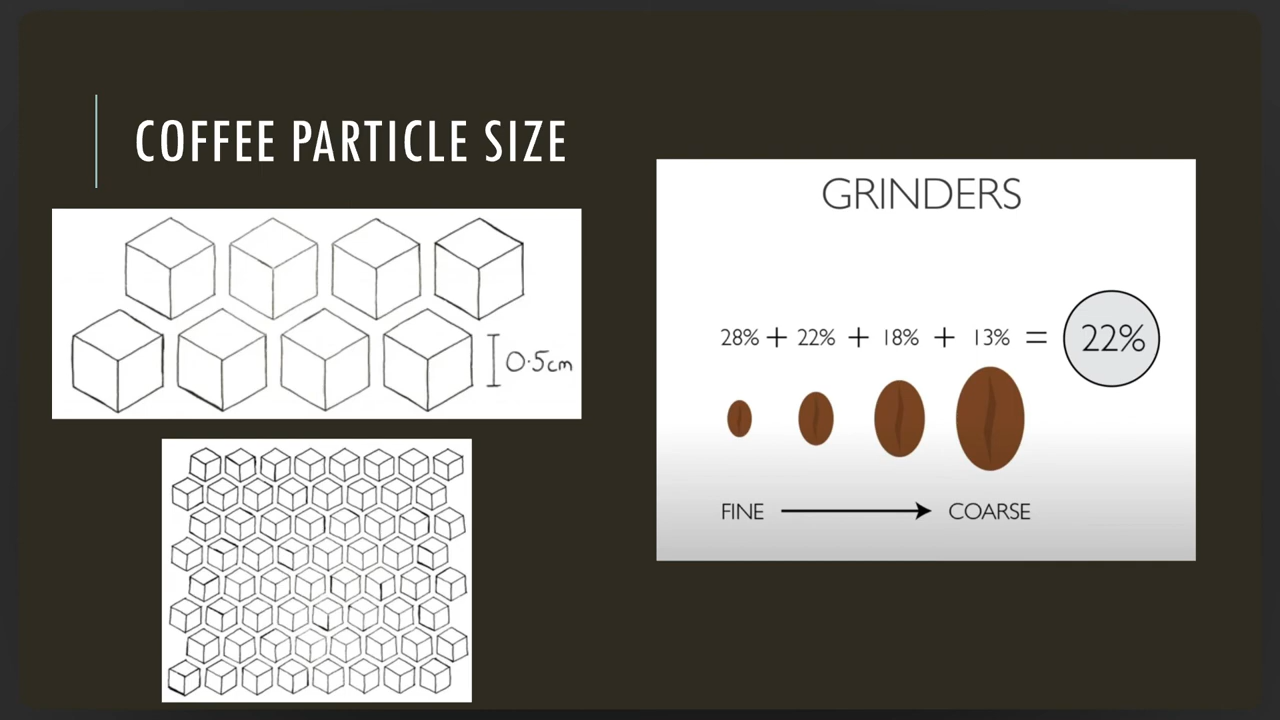 COFFEE PARTICLE SIZE
0.5cm
GRINDERS
28% + 22% + 18% + 13% = 22%
FINE COARSE